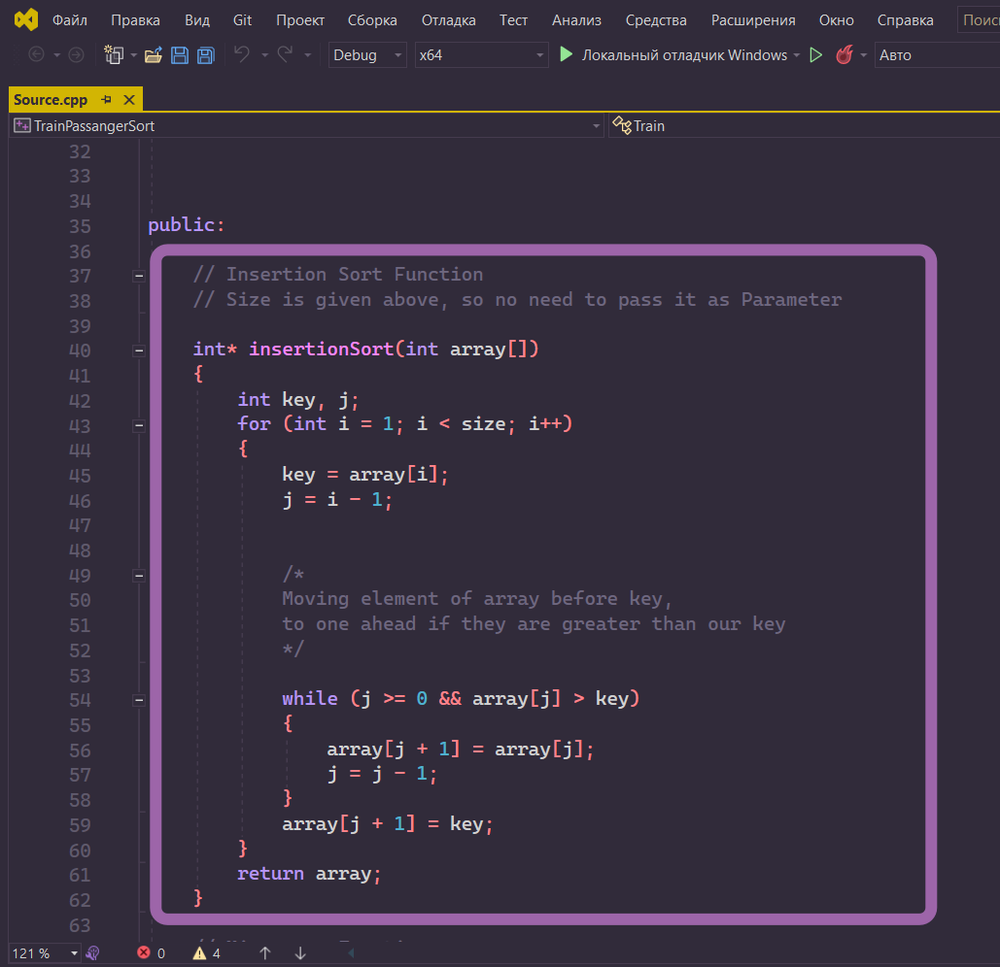 Файл Правка Вид Git Проект Сборка Отладка Тест Анализ Средства Расширения Окно Справка
Debug x64 Локальный отладчик Windows Авто
Source.cpp
TrainPassangerSort Train
32
33
34
35 public:
36
37 // Insertion Sort Function
38 // Size is given above, so no need to pass it as Parameter
39
40 int* insertionSort(int array[])
41 {
42 int key, j;
43 for (int i = 1; i < size; i++)
44 {
45 key = array[i];
46 j = i - 1;
47
48
49 /*
50 Moving element of array before key,
51 to one ahead if they are greater than our key
52 */
53
54 while (j >= 0 && array[j] > key)
55 {
56 array[j + 1] = array[j];
57 j = j - 1;
58 }
59 array[j + 1] = key;
60 }
61 return array;
62 }
63
121 % 0 4